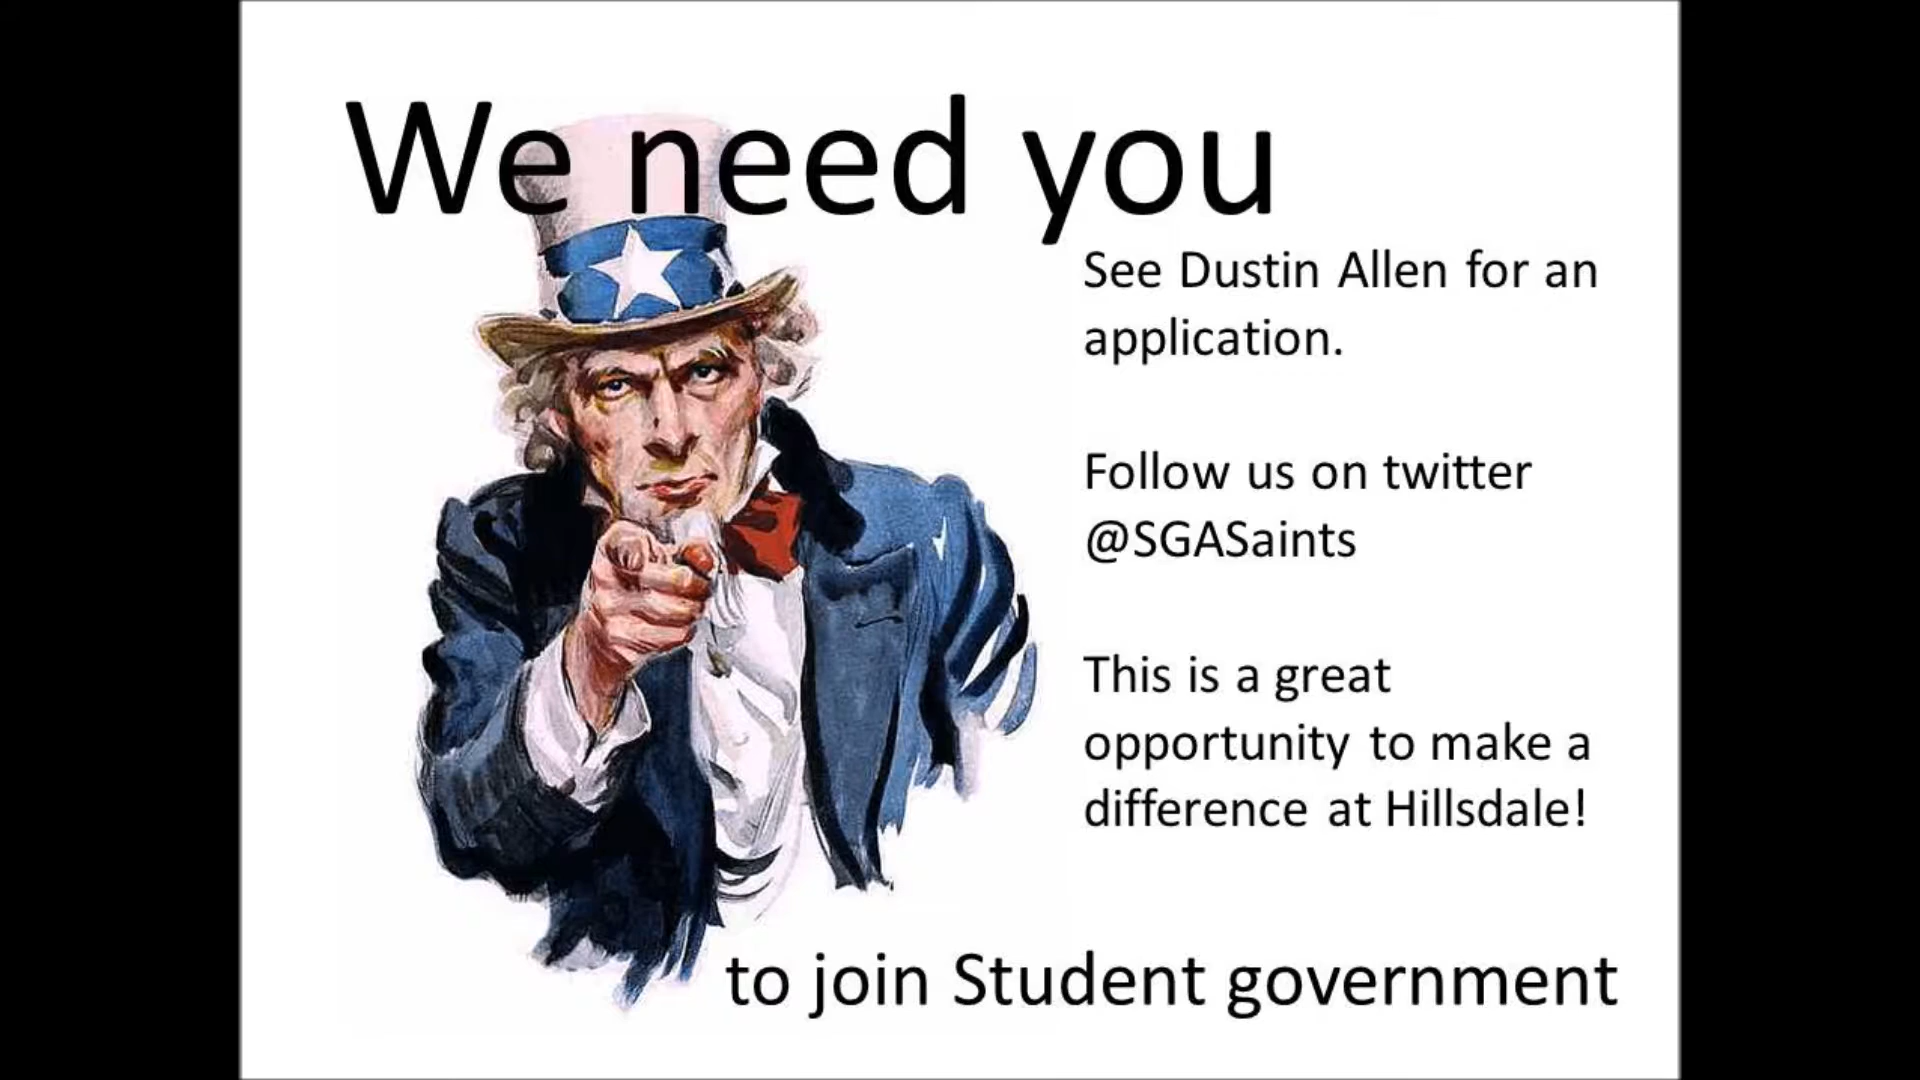 We need you
See Dustin Allen for an
application.
Follow us on twitter
@SGASaints
This is a great
opportunity to make a
difference at Hillsdale!
to join Student government